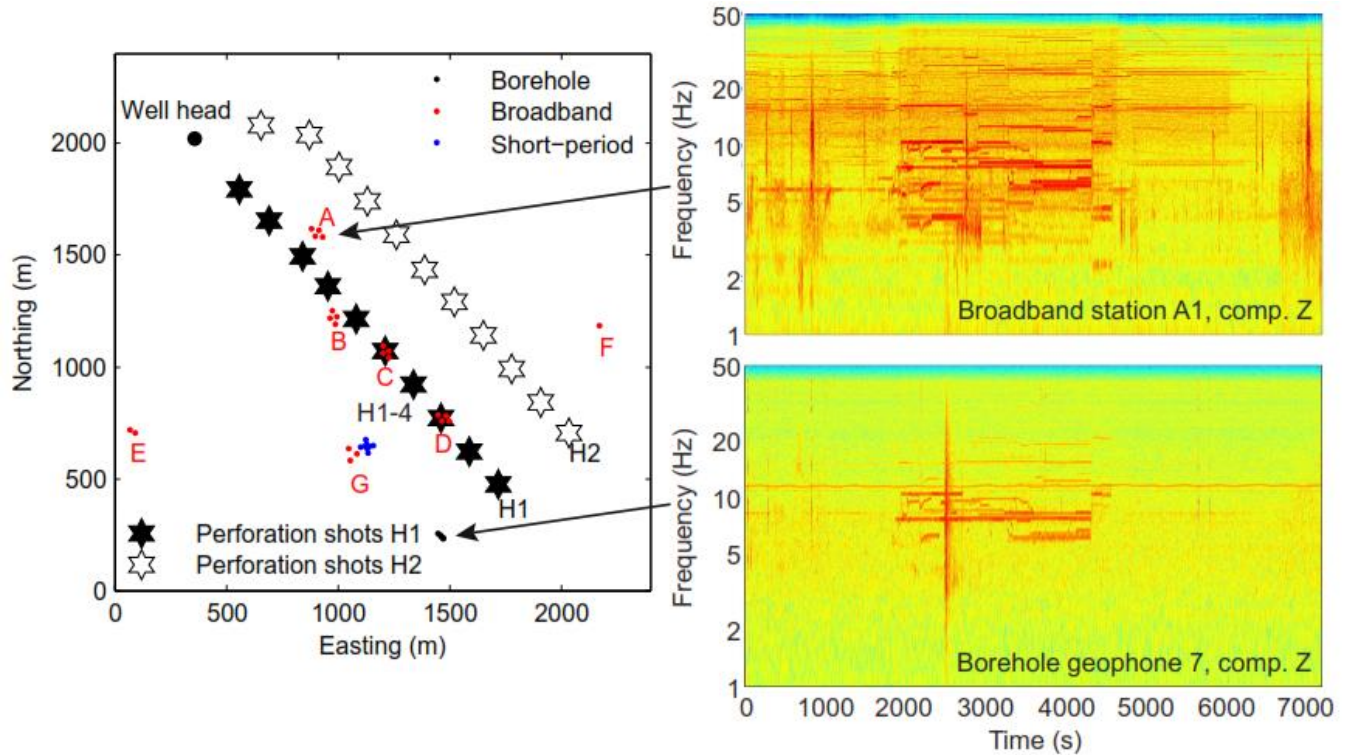 Northing (m)
2000
1500
1000
500
0
0 500 1000 1500 2000
Easting (m)
Well head
Borehole
Broadband
Short-period
A
B
C
H1-4
D
E
F
G
H2
H1
Perforation shots H1
Perforation shots H2
Frequency (Hz)
50
20
10
5
2
1
Broadband station A1, comp. Z
Frequency (Hz)
50
20
10
5
2
1
Borehole geophone 7, comp. Z
0 1000 2000 3000 4000 5000 6000 7000
Time (s)